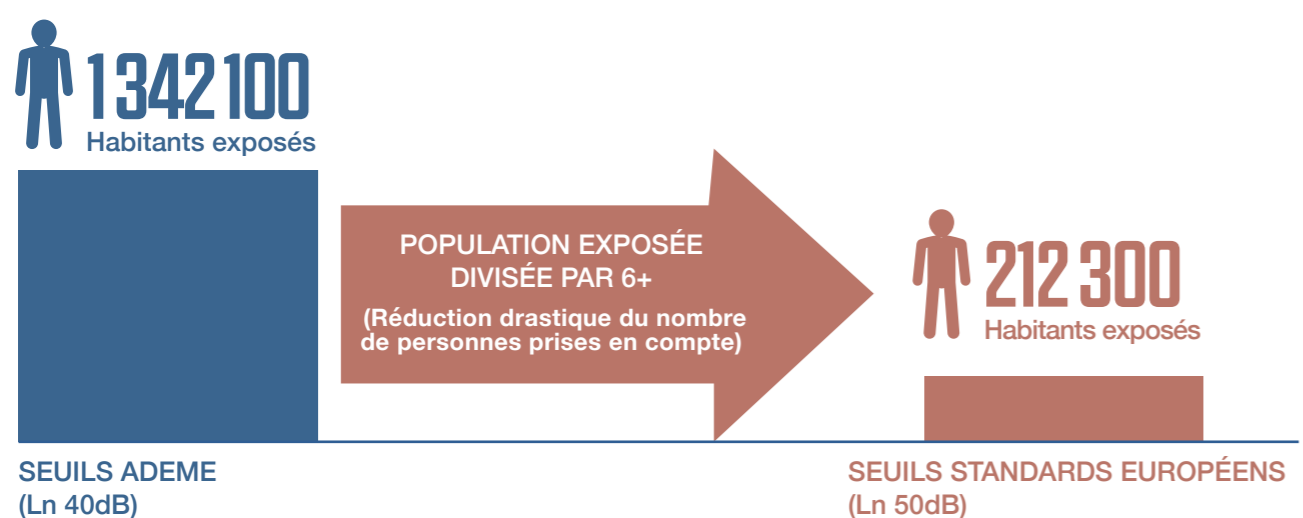 1 342 100
Habitants exposés
POPULATION EXPOSÉE
DIVISÉE PAR 6+
(Réduction drastique du nombre
de personnes prises en compte)
212 300
Habitants exposés
SEUILS ADEME
(Ln 40dB)
SEUILS STANDARDS EUROPÉENS
(Ln 50dB)